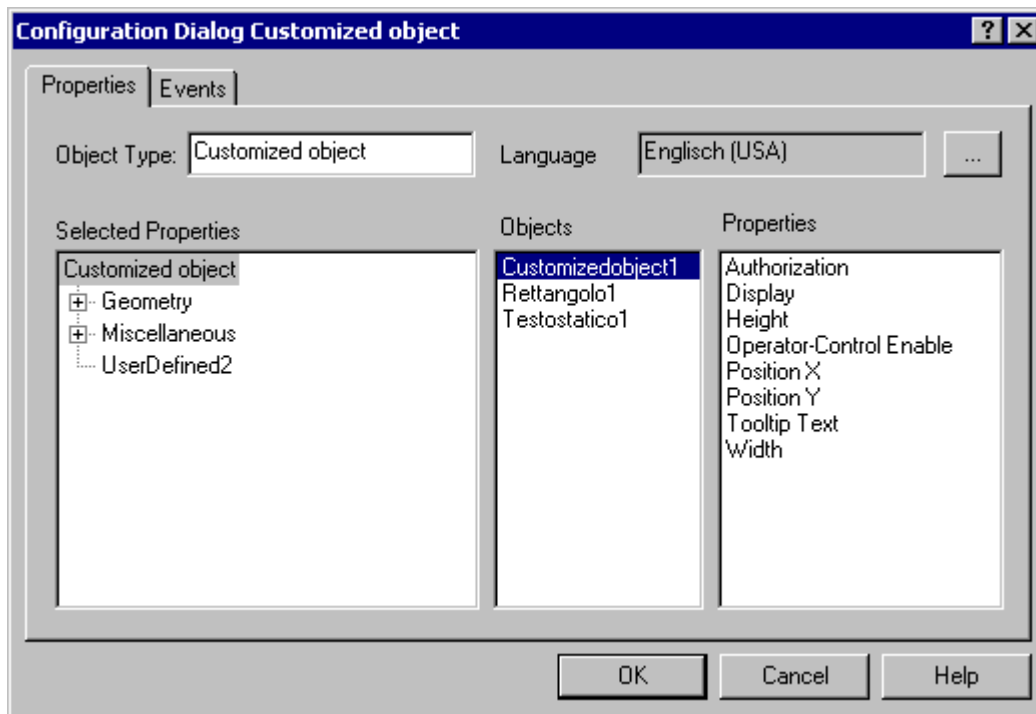 Configuration Dialog Customized object
Properties
Events
Object Type:
Customized object
Language
Englisch (USA)
...
Selected Properties
Objects
Properties
Customized object
Geometry
Miscellaneous
UserDefined2
Customizedobject1
Rettangolo1
Testostatico1
Authorization
Display
Height
Operator-Control Enable
Position X
Position Y
Tooltip Text
Width
OK
Cancel
Help